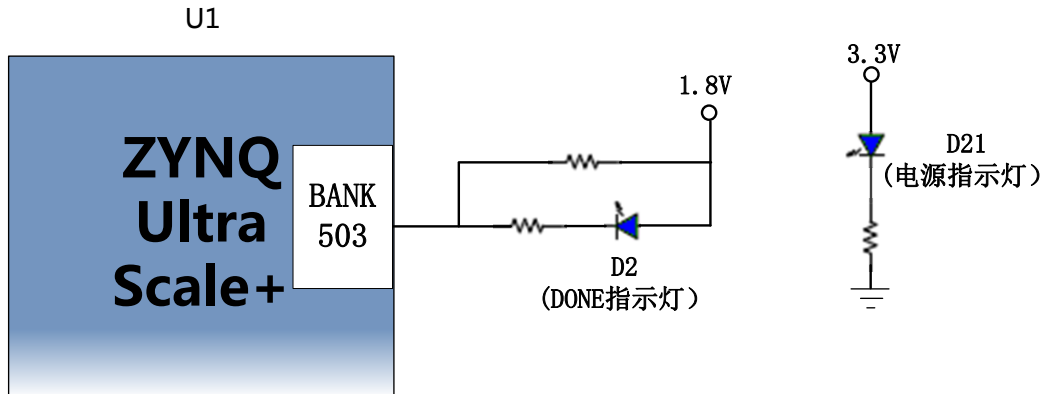 U1
ZYNQ
Ultra
Scale+
BANK
503
1.8V
D2
(DONE指示灯）
3.3V
D21
（电源指示灯）